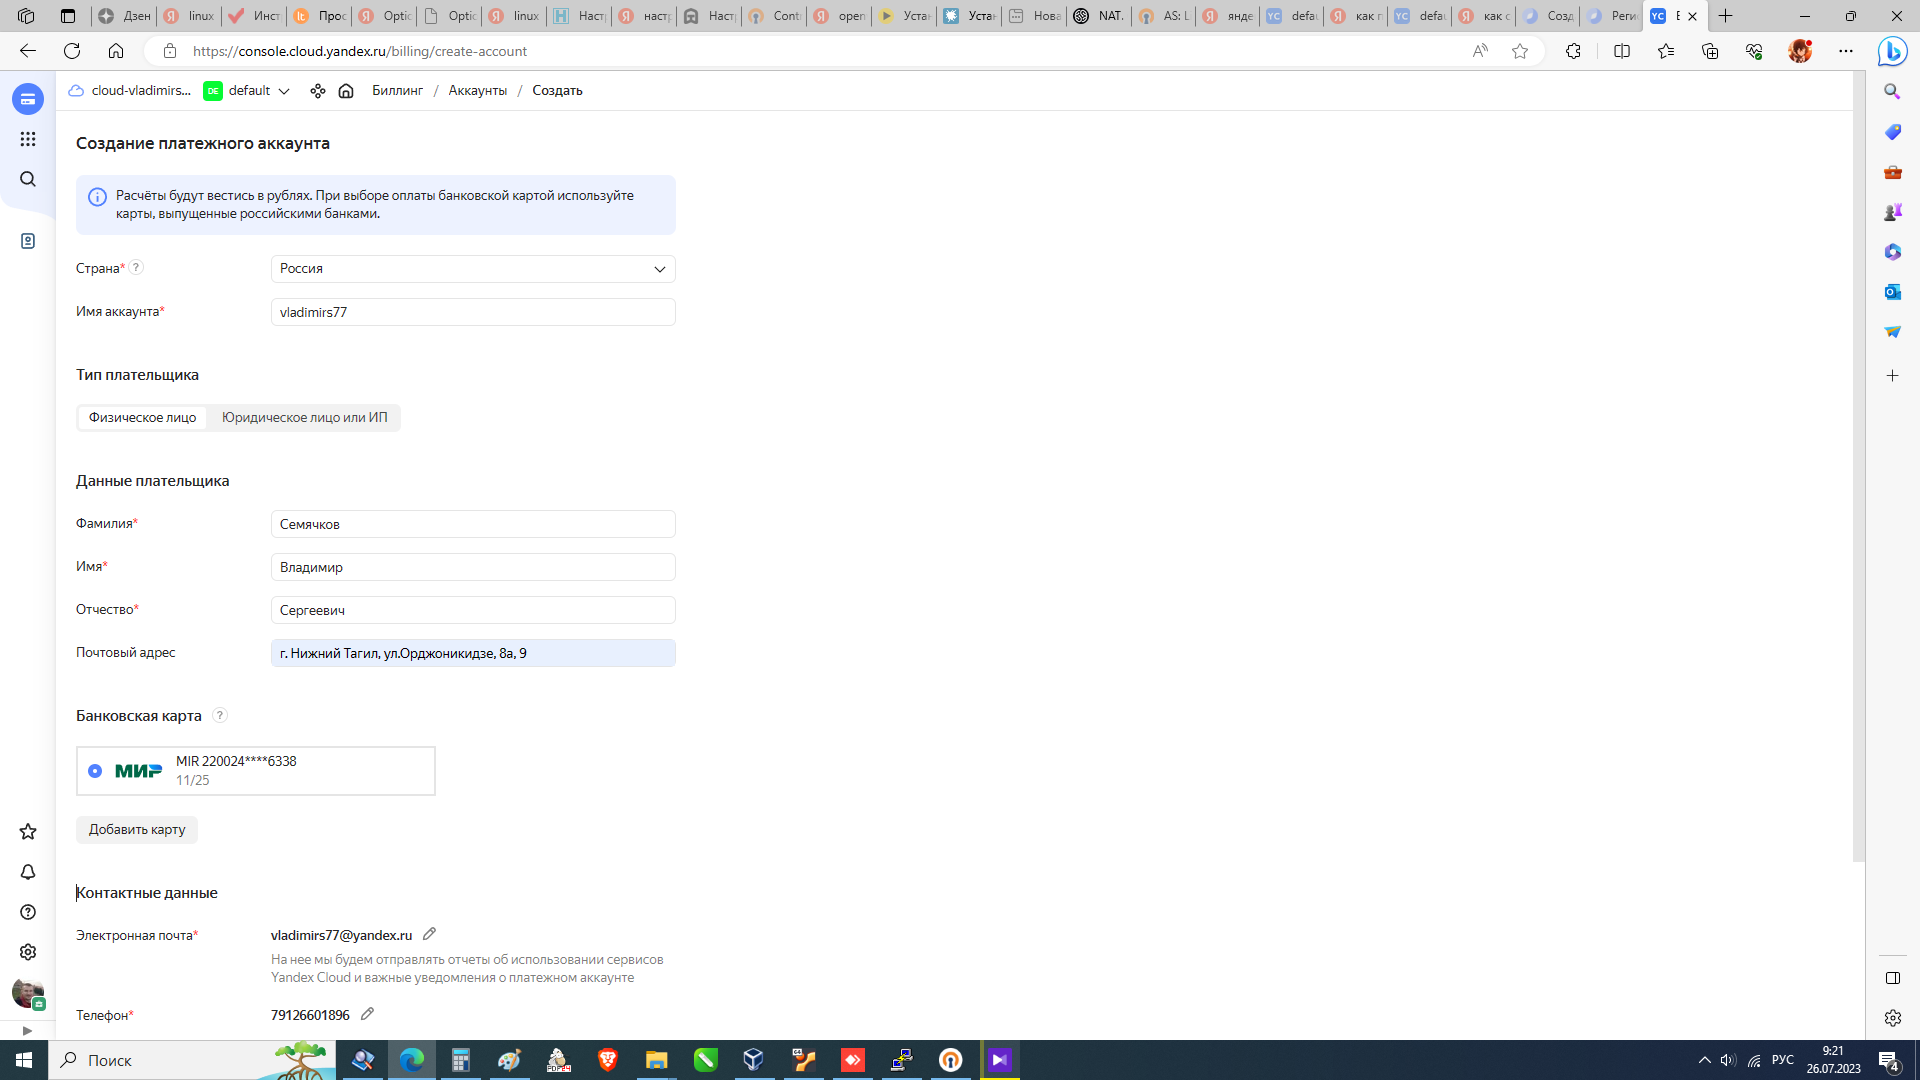 Дзен
linux
Инст
Прос
Optic
Optic
linux
Наст
настр
Наст
Cont
open
Устан
Устан
Нова
NAT.
AS: L
янде
defau
как п
defau
как с
Созд
Реги
https://console.cloud.yandex.ru/billing/create-account
cloud-vladimirs...
DE
default
Биллинг / Аккаунты / Создать
Создание платежного аккаунта
Расчёты будут вестись в рублях. При выборе оплаты банковской картой используйте
карты, выпущенные российскими банками.
Страна* ?
Россия
Имя аккаунта*
vladimirs77
Тип плательщика
Физическое лицо
Юридическое лицо или ИП
Данные плательщика
Фамилия*
Семячков
Имя*
Владимир
Отчество*
Сергеевич
Почтовый адрес
г. Нижний Тагил, ул.Орджоникидзе, 8а, 9
Банковская карта ?
МИР
MIR 220024****6338
11/25
Добавить карту
Контактные данные
Электронная почта*
vladimirs77@yandex.ru
На нее мы будем отправлять отчеты об использовании сервисов
Yandex Cloud и важные уведомления о платежном аккаунте
Телефон*
79126601896
Поиск
РУС
9:21
26.07.2023
4